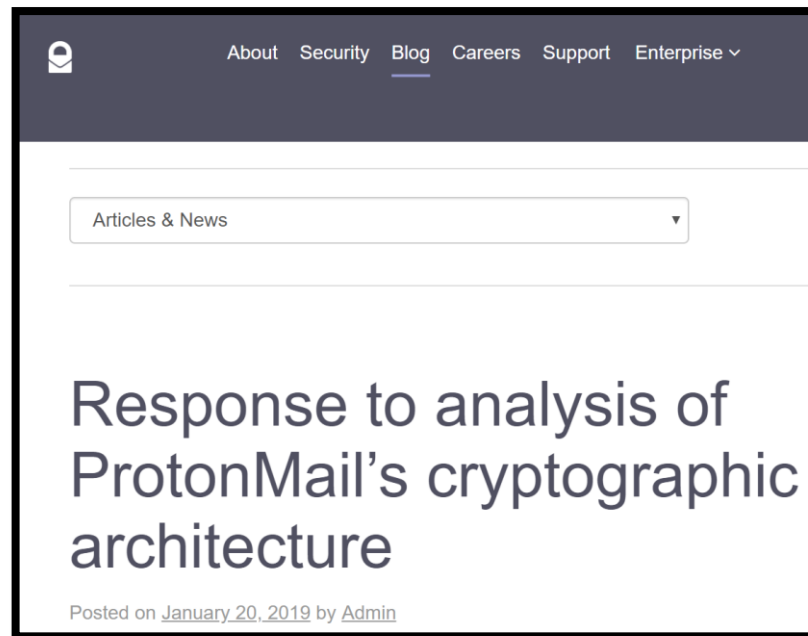 About Security Blog Careers Support Enterprise
Articles & News
Response to analysis of
ProtonMail’s cryptographic
architecture
Posted on January 20, 2019 by Admin